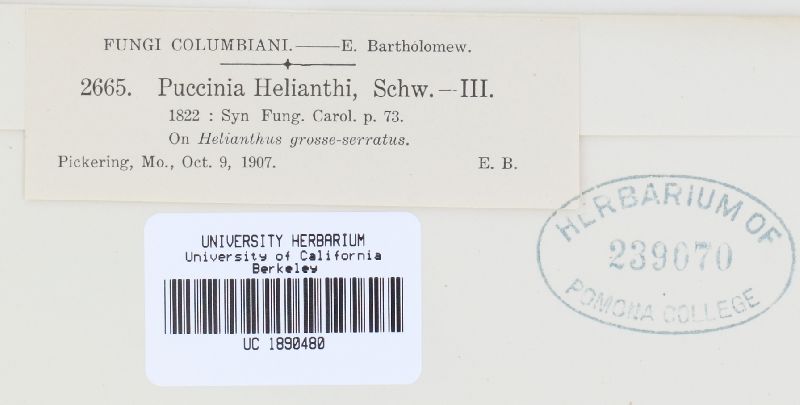 FUNGI COLUMBIANI.——E. Bartholomew.
2665. Puccinia Helianthi, Schw.—III.
1822 : Syn Fung. Carol. p. 73.
On Helianthus grosse-serratus.
Pickering, Mo., Oct. 9, 1907. E. B.
UNIVERSITY HERBARIUM
University of California
Berkeley
UC 1890480
HERBARIUM OF
239070
POMONA COLLEGE